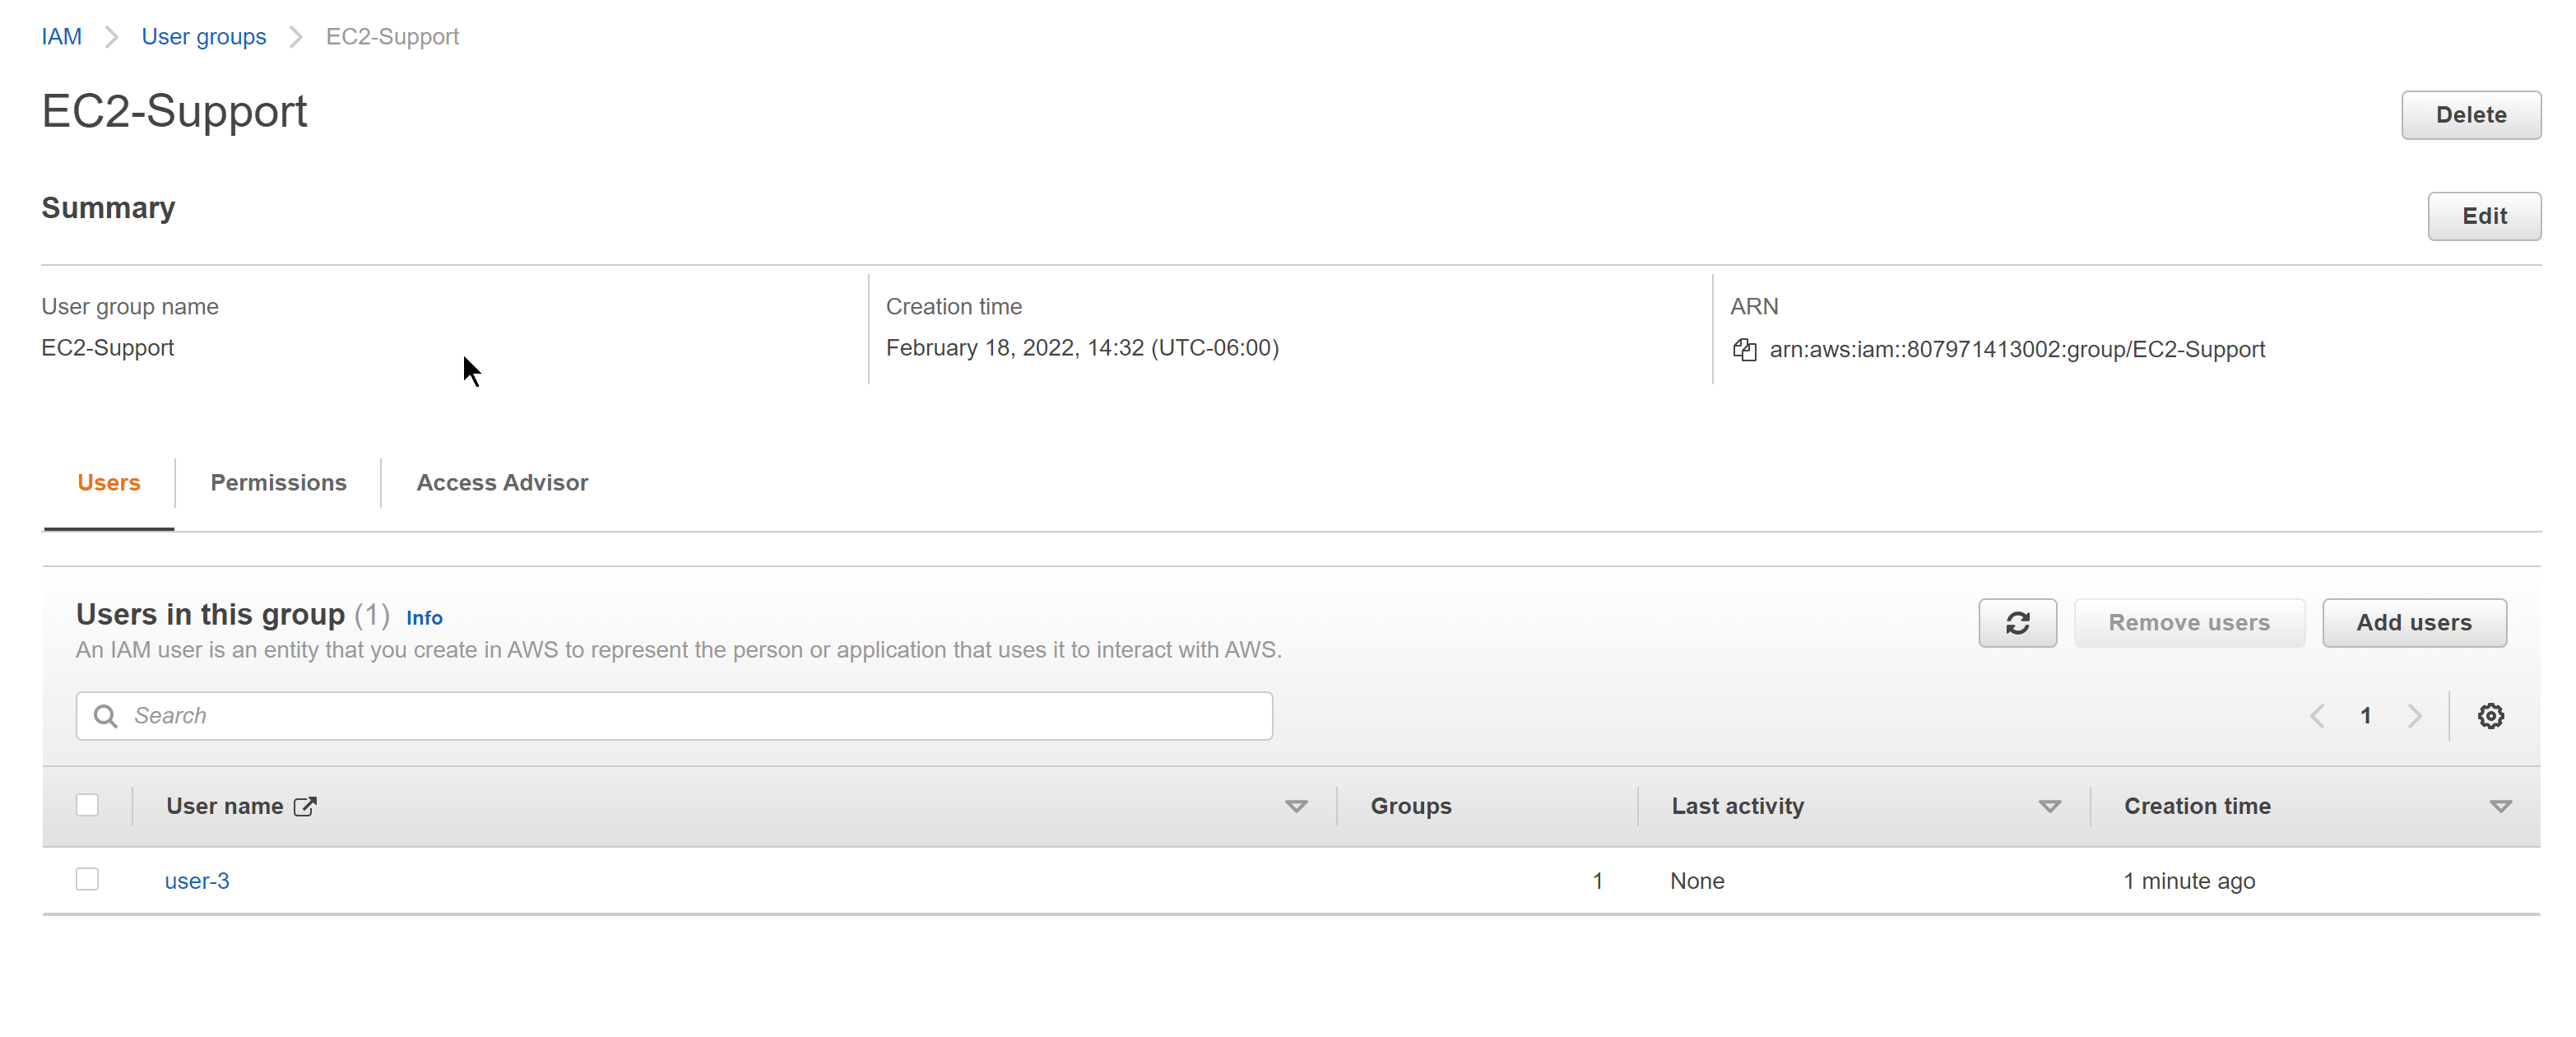 IAM User groups EC2-Support
EC2-Support
Delete
Summary
Edit
User group name
EC2-Support
Creation time
February 18, 2022, 14:32 (UTC-06:00)
ARN
arn:aws:iam::807971413002:group/EC2-Support
Users Permissions Access Advisor
Users in this group (1) Info
An IAM user is an entity that you create in AWS to represent the person or application that uses it to interact with AWS.
Remove users Add users
Search
1
User name Groups Last activity Creation time
user-3 1 None 1 minute ago